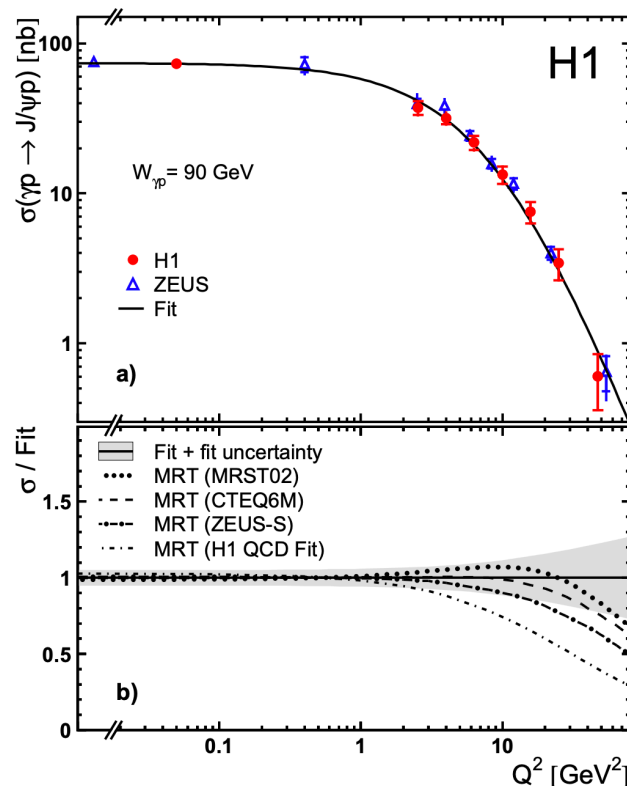 H1
σ(γp → J/ψp) [nb]
100
10
1
W_γp = 90 GeV
H1
ZEUS
Fit
a)
σ / Fit
1.5
1
0.5
0
Fit + fit uncertainty
MRT (MRST02)
MRT (CTEQ6M)
MRT (ZEUS-S)
MRT (H1 QCD Fit)
b)
0.1 1 10
Q² [GeV²]